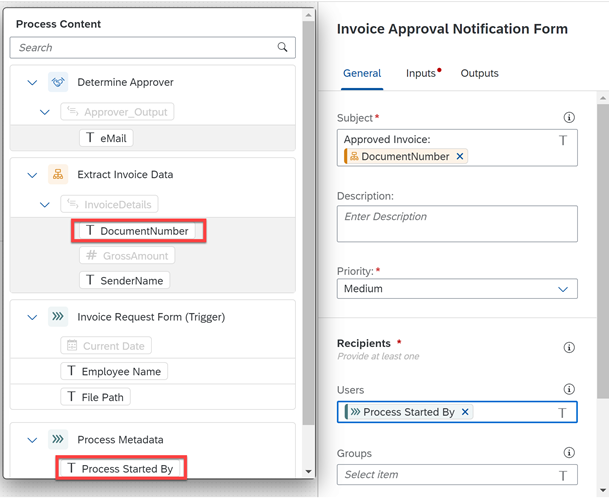 Process Content
Search
Determine Approver
Approver_Output
T eMail
Extract Invoice Data
InvoiceDetails
T DocumentNumber
# GrossAmount
T SenderName
Invoice Request Form (Trigger)
Current Date
T Employee Name
T File Path
Process Metadata
T Process Started By
Invoice Approval Notification Form
General Inputs Outputs
Subject*
Approved Invoice:
DocumentNumber ×
T
Description:
Enter Description
Priority:*
Medium
Recipients *
Provide at least one
Users
Process Started By × T
Groups
Select item T